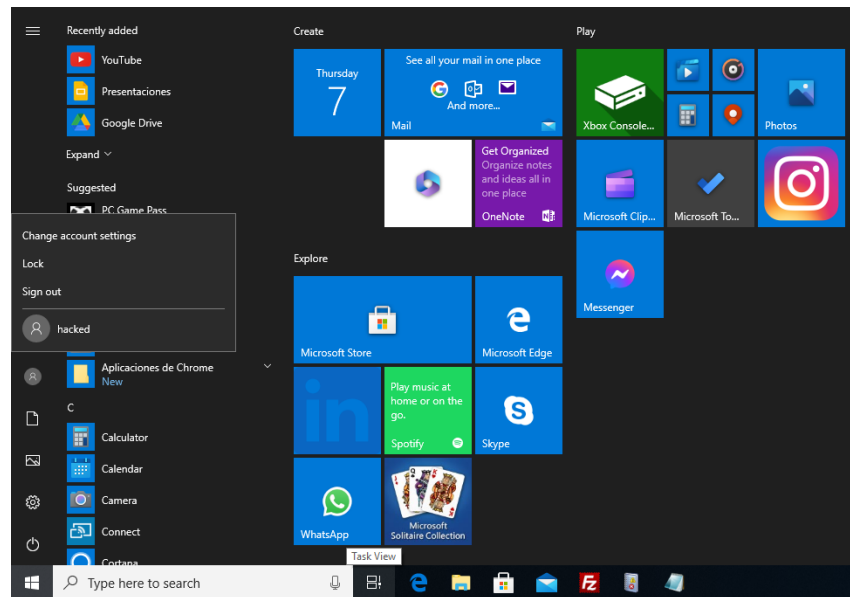 Recently added
YouTube
Presentaciones
Google Drive
Expand
Suggested
PC Game Pass
Change account settings
Lock
Sign out
hacked
Aplicaciones de Chrome
New
C
Calculator
Calendar
Camera
Connect
Cortana
Type here to search
Create
Thursday
7
See all your mail in one place
And more...
Mail
Get Organized
Organize notes
and ideas all in
one place
OneNote
Explore
Microsoft Store
Microsoft Edge
in
Play music at
home or on the
go.
Spotify
Skype
WhatsApp
Microsoft
Solitaire Collection
Task View
Play
Xbox Console...
Photos
Microsoft Clip...
Microsoft To...
Messenger